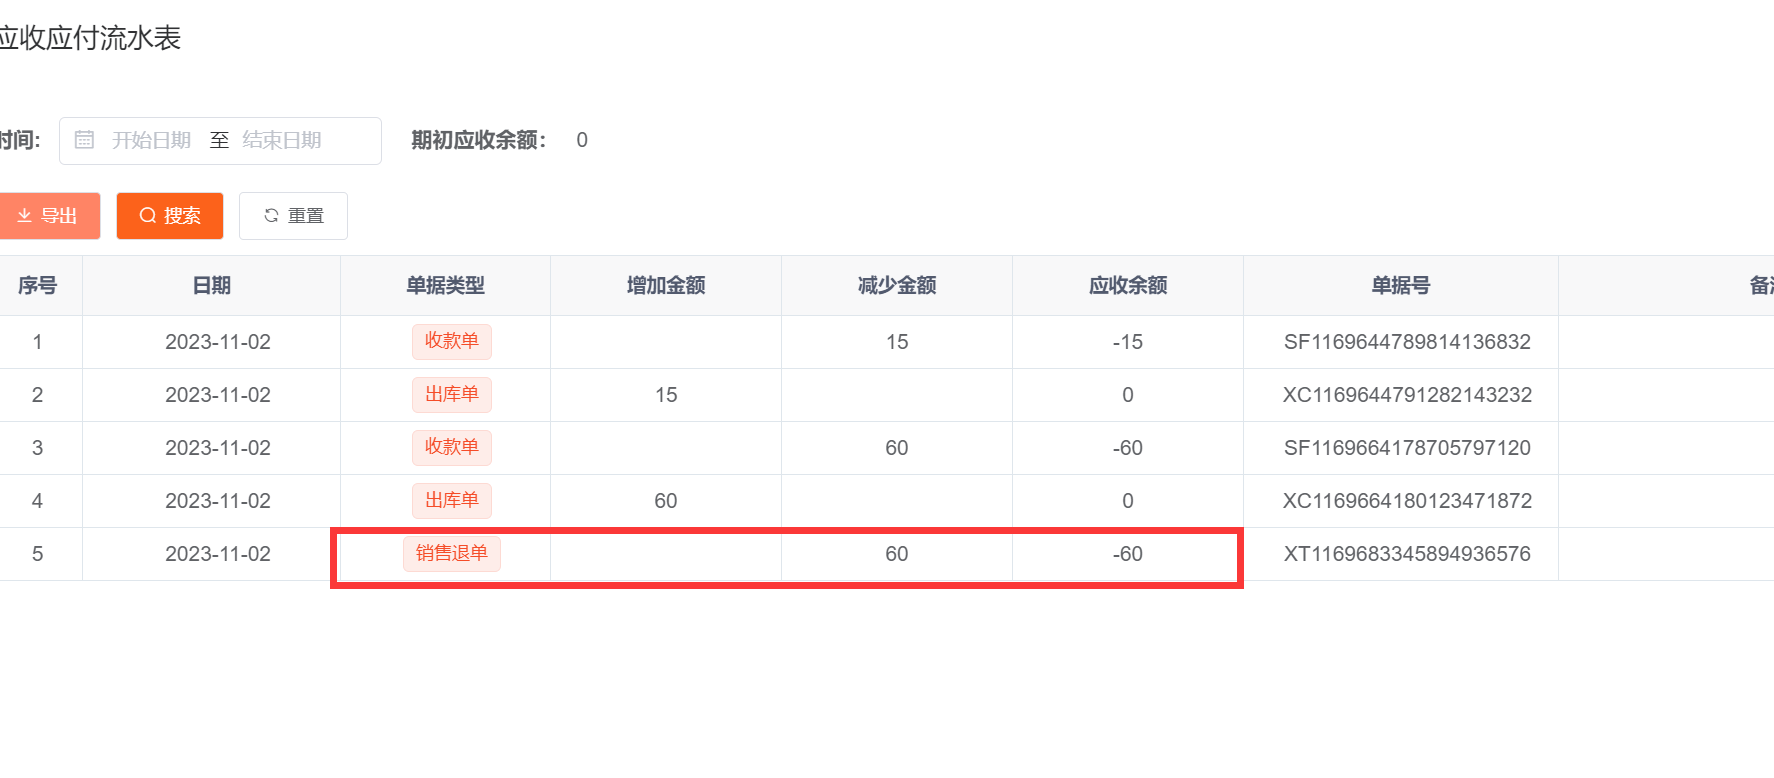 应收应付流水表
时间: 开始日期 至 结束日期 期初应收余额： 0
导出 搜索 重置
序号 日期 单据类型 增加金额 减少金额 应收余额 单据号 备
1 2023-11-02 收款单 15 -15 SF1169644789814136832
2 2023-11-02 出库单 15 0 XC1169644791282143232
3 2023-11-02 收款单 60 -60 SF1169664178705797120
4 2023-11-02 出库单 60 0 XC1169664180123471872
5 2023-11-02 销售退单 60 -60 XT1169683345894936576